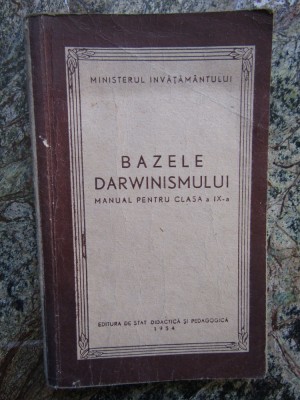 MINISTERUL INVĂȚĂMÂNTULUI
BAZELE
DARWINISMULUI
MANUAL PENTRU CLASA a IX-a
EDITURA DE STAT DIDACTICĂ ȘI PEDAGOGICĂ
1954